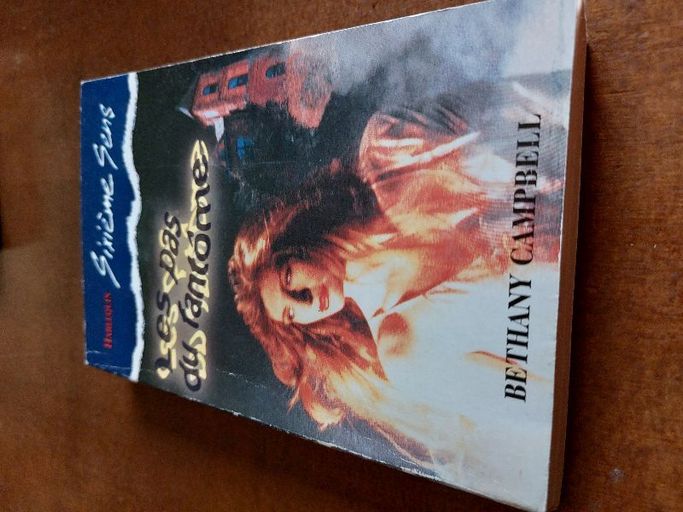 HARLEQUIN
Sixième Sens
Les pas
du fantôme
BETHANY CAMPBELL